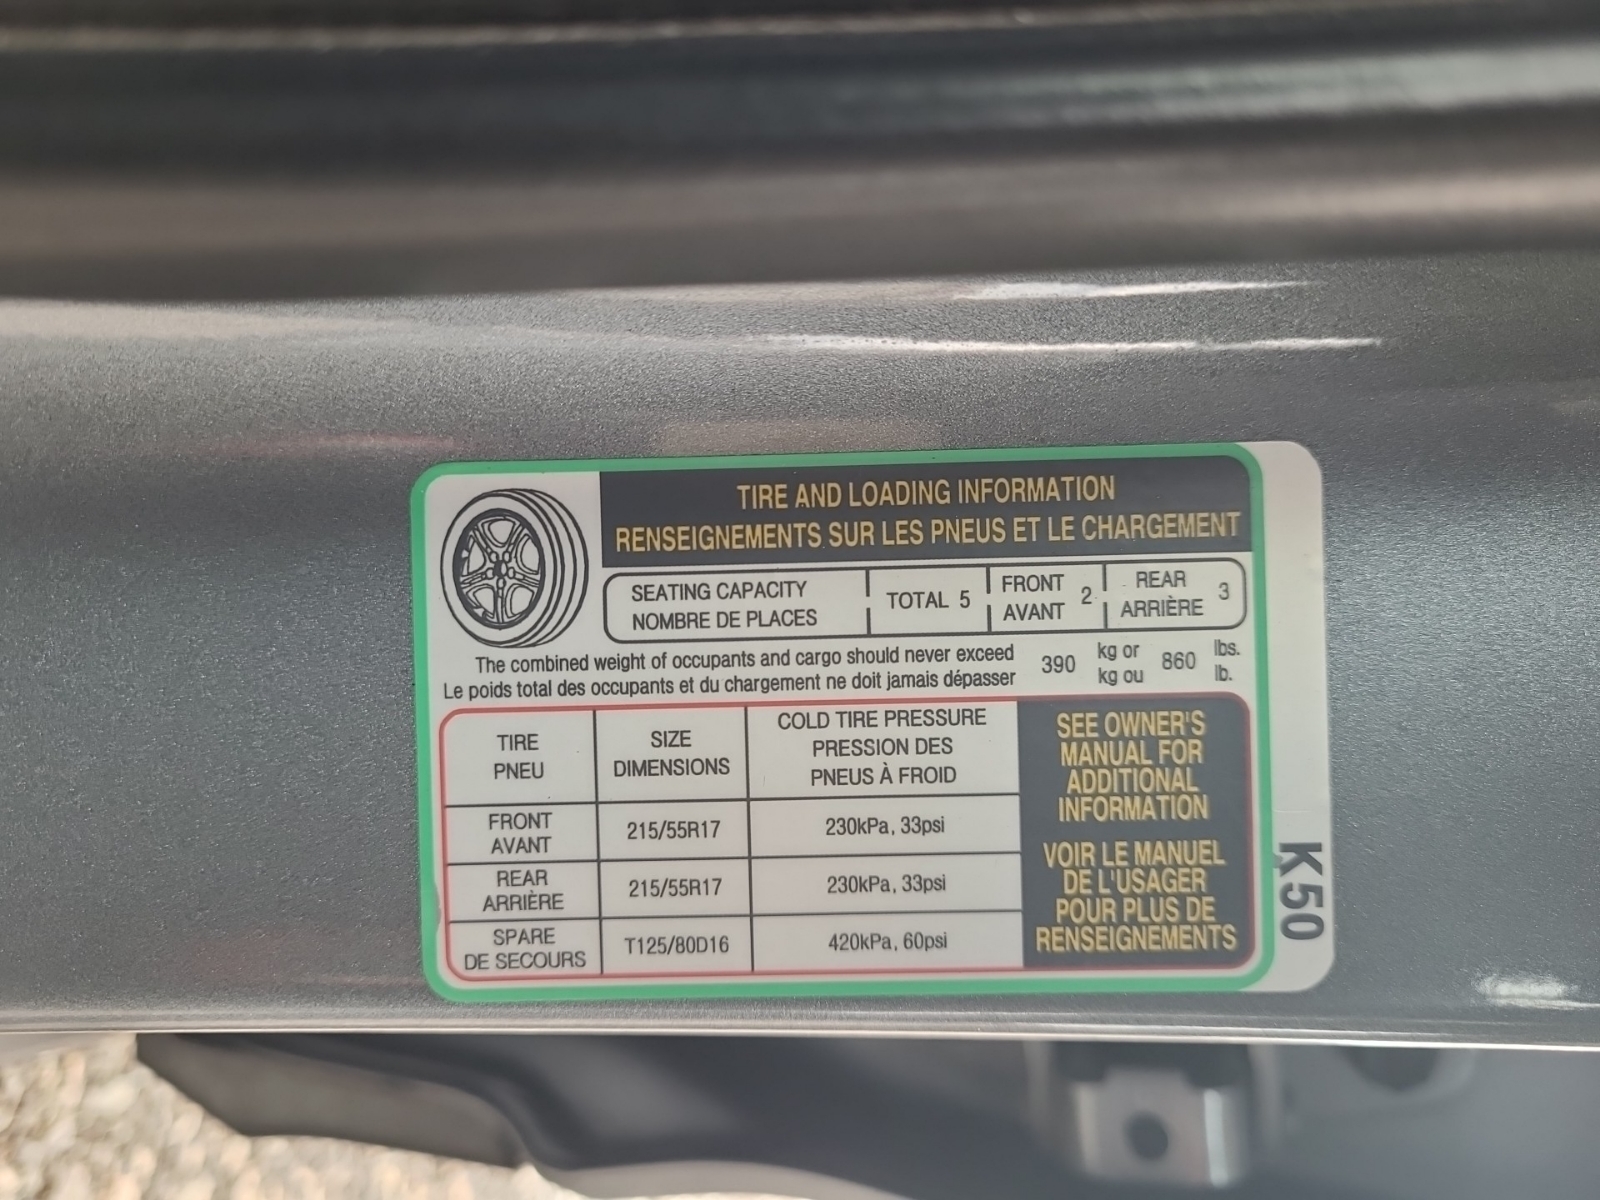 TIRE AND LOADING INFORMATION
RENSEIGNEMENTS SUR LES PNEUS ET LE CHARGEMENT
SEATING CAPACITY
NOMBRE DE PLACES
TOTAL 5
FRONT
AVANT
2
REAR
ARRIÈRE
3
The combined weight of occupants and cargo should never exceed
Le poids total des occupants et du chargement ne doit jamais dépasser
390
kg or
kg ou
860
lbs.
lb.
TIRE
PNEU
SIZE
DIMENSIONS
COLD TIRE PRESSURE
PRESSION DES
PNEUS À FROID
FRONT
AVANT
215/55R17
230kPa, 33psi
REAR
ARRIÈRE
215/55R17
230kPa, 33psi
SPARE
DE SECOURS
T125/80D16
420kPa, 60psi
SEE OWNER'S
MANUAL FOR
ADDITIONAL
INFORMATION
VOIR LE MANUEL
DE L'USAGER
POUR PLUS DE
RENSEIGNEMENTS
K50